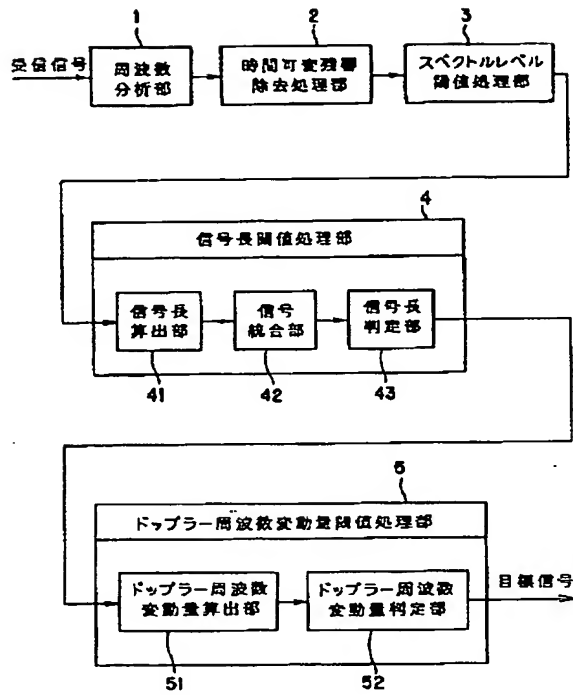 1
受信信号
周波数
分析部
2
時間可変残響
除去処理部
3
スペクトルレベル
閾値処理部
4
信号長閾値処理部
信号長
算出部
41
信号
統合部
42
信号長
判定部
43
5
ドップラー周波数変動量閾値処理部
ドップラー周波数
変動量算出部
51
ドップラー周波数
変動量判定部
52
目標信号